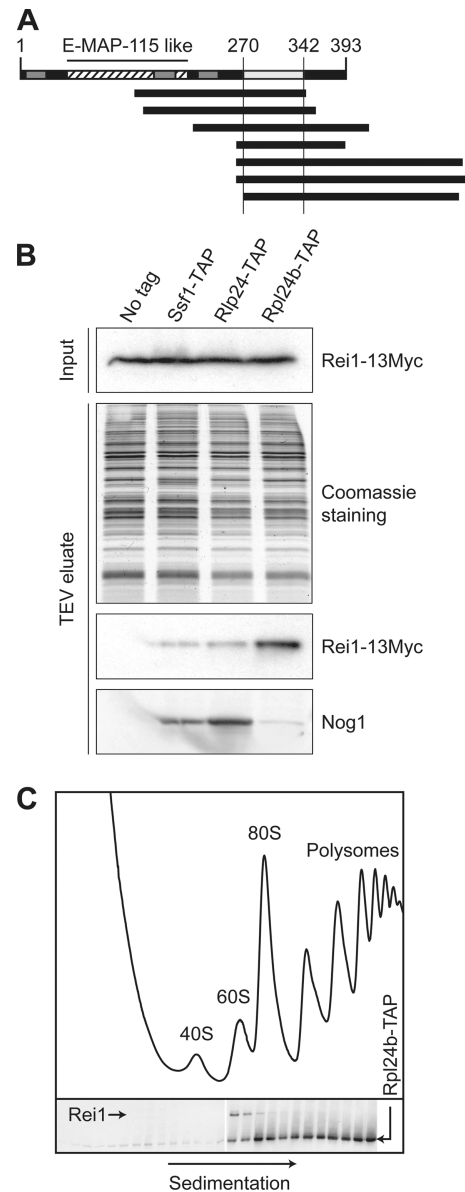 A
1 E-MAP-115 like 270 342 393
B
No tag
Ssf1-TAP
Rlp24-TAP
Rpl24b-TAP
Input
Rei1-13Myc
TEV eluate
Coomassie
staining
Rei1-13Myc
Nog1
C
80S
Polysomes
60S
40S
Rpl24b-TAP
Rei1
Sedimentation